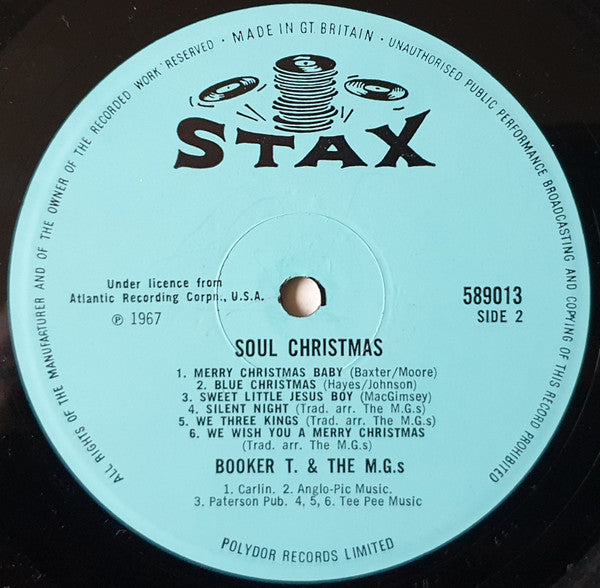 ALL RIGHTS OF THE MANUFACTURER AND OF THE OWNER OF THE RECORDED WORK RESERVED · MADE IN GT. BRITAIN · UNAUTHORISED PUBLIC PERFORMANCE BROADCASTING AND COPYING OF THIS RECORD PROHIBITED
STAX
Under licence from
Atlantic Recording Corpn., U.S.A.
℗ 1967
589013
SIDE 2
SOUL CHRISTMAS
1. MERRY CHRISTMAS BABY (Baxter/Moore)
2. BLUE CHRISTMAS (Hayes/Johnson)
3. SWEET LITTLE JESUS BOY (MacGimsey)
4. SILENT NIGHT (Trad. arr. The M.G.s)
5. WE THREE KINGS (Trad. arr. The M.G.s)
6. WE WISH YOU A MERRY CHRISTMAS
(Trad. arr. The M.G.s)
BOOKER T. & THE M.G.s
1. Carlin. 2. Anglo-Pic Music.
3. Paterson Pub. 4, 5, 6. Tee Pee Music
POLYDOR RECORDS LIMITED